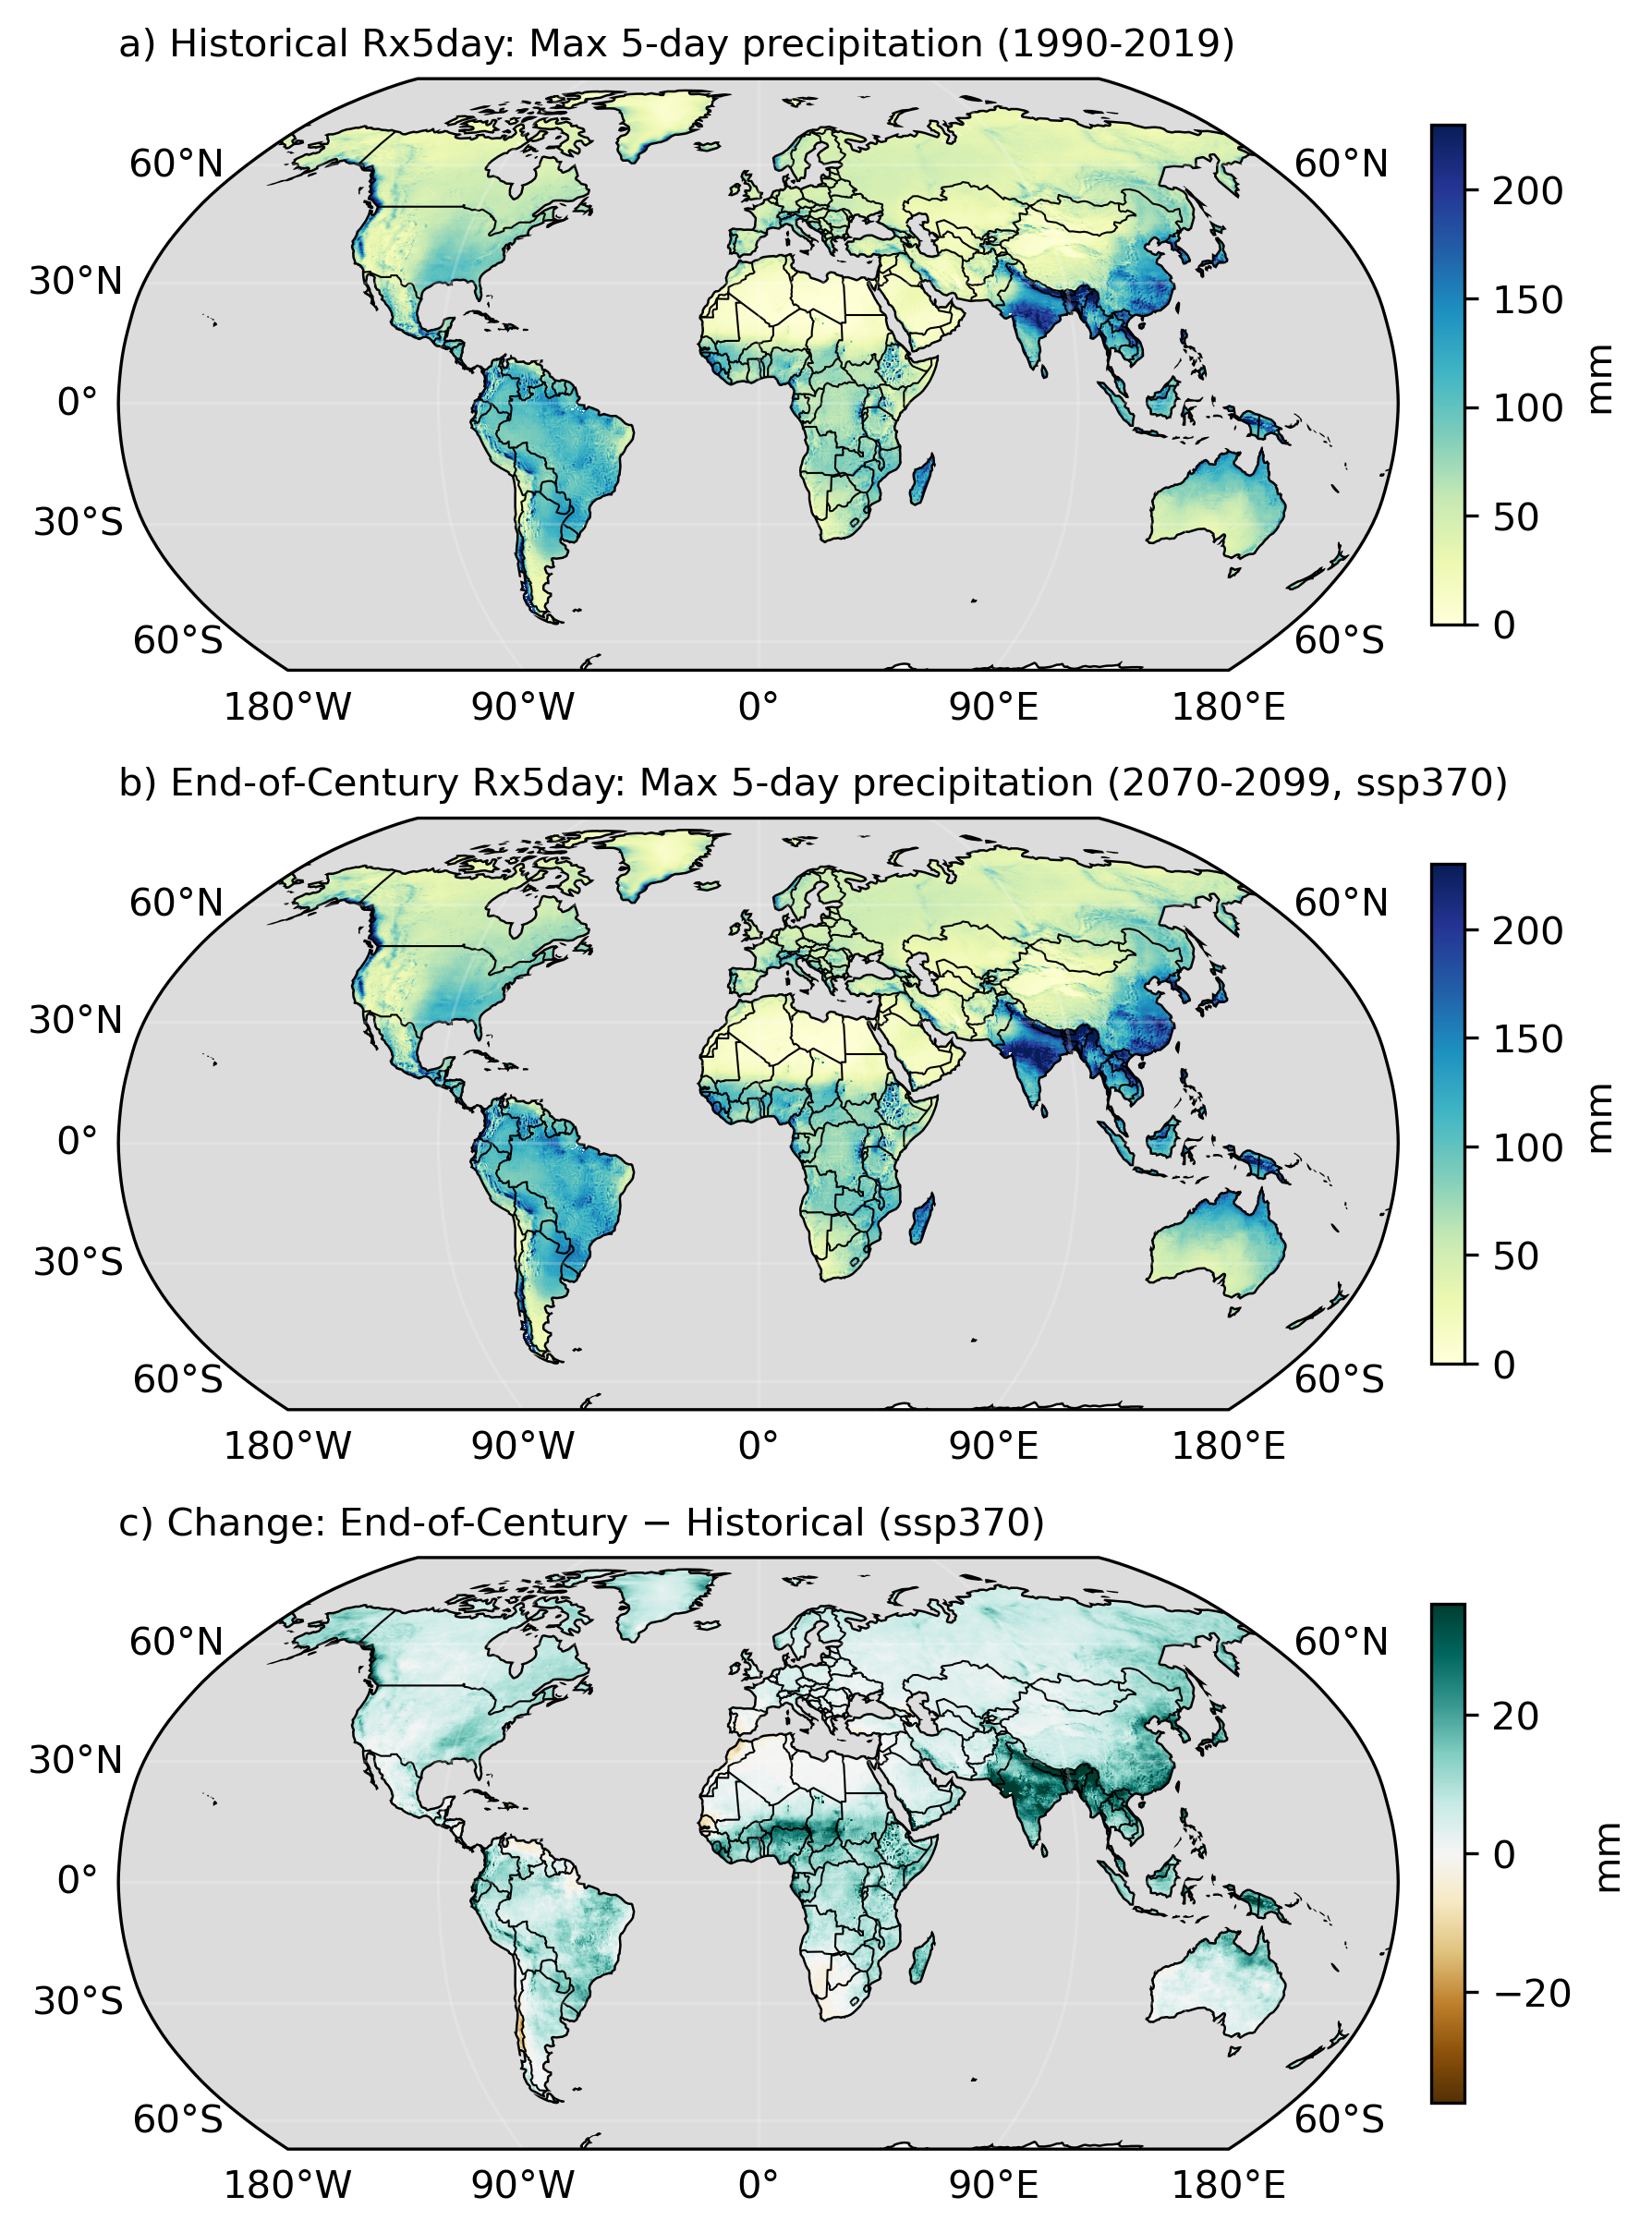 a) Historical Rx5day: Max 5-day precipitation (1990-2019)
60°N
60°N
30°N
0°
30°S
60°S
60°S
180°W 90°W 0° 90°E 180°E
200
150
100
50
0
mm
b) End-of-Century Rx5day: Max 5-day precipitation (2070-2099, ssp370)
60°N
60°N
30°N
0°
30°S
60°S
60°S
180°W 90°W 0° 90°E 180°E
200
150
100
50
0
mm
c) Change: End-of-Century − Historical (ssp370)
60°N
60°N
30°N
0°
30°S
60°S
60°S
180°W 90°W 0° 90°E 180°E
20
0
−20
mm